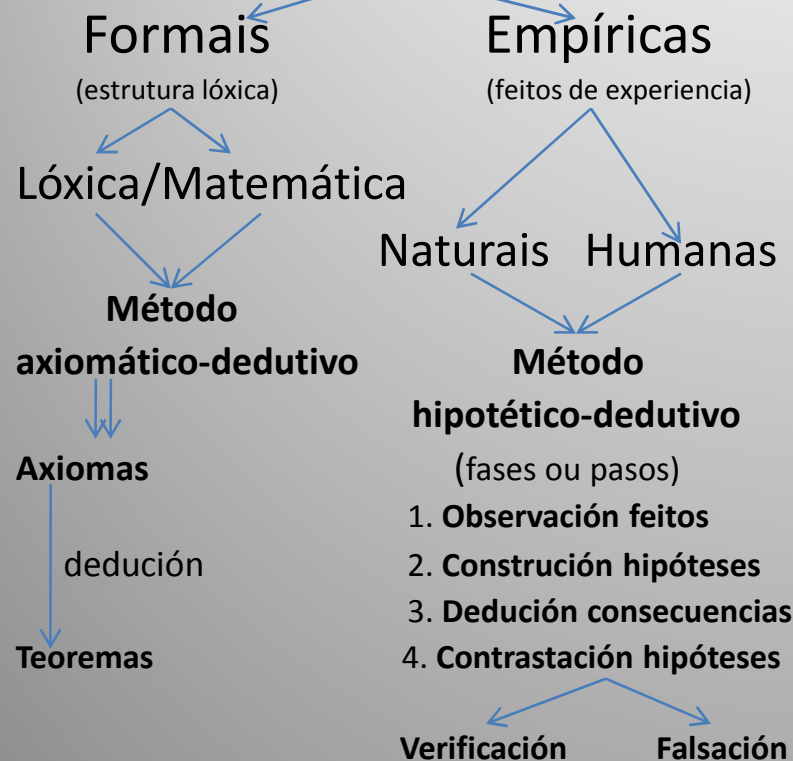 Formais
(estrutura lóxica)
Lóxica/Matemática
Método
axiomático-dedutivo
Axiomas
dedución
Teoremas
Empíricas
(feitos de experiencia)
Naturais Humanas
Método
hipotético-dedutivo
(fases ou pasos)
1. Observación feitos
2. Construción hipóteses
3. Dedución consecuencias
4. Contrastación hipóteses
Verificación Falsación